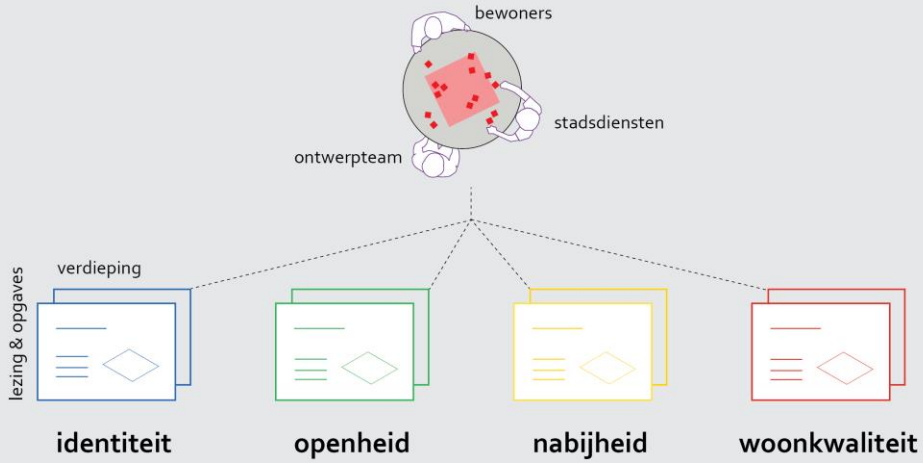 bewoners
stadsdiensten
ontwerpteam
verdieping
lezing & opgaves
identiteit
openheid
nabijheid
woonkwaliteit